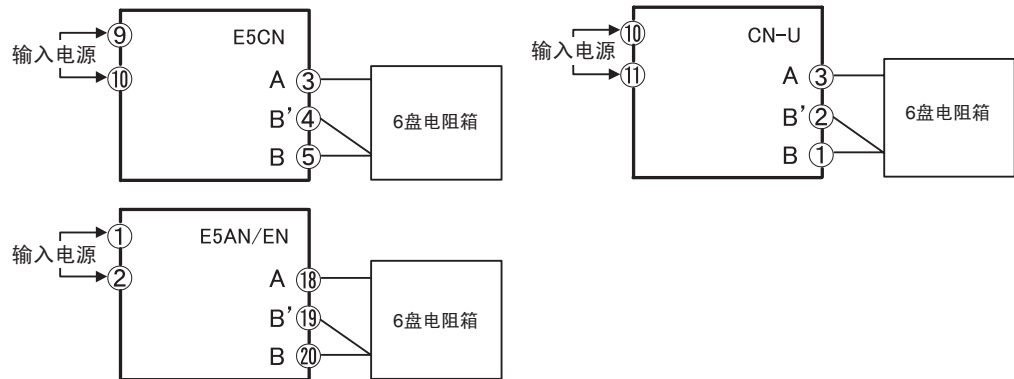 ⑨
E5CN
输入电源
⑩
A ③
B' ④
B ⑤
6盘电阻箱
⑩
CN-U
输入电源
⑪
A ③
B' ②
B ①
6盘电阻箱
①
E5AN/EN
输入电源
②
A ⑱
B' ⑲
B ⑳
6盘电阻箱